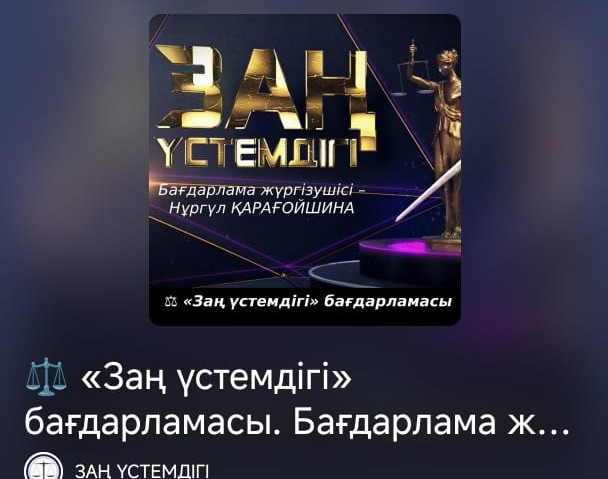 ЗАҢ
ҮСТЕМДІГІ
Бағдарлама жүргізушісі –
Нұргүл ҚАРАҒОЙШИНА
⚖ «Заң үстемдігі» бағдарламасы
⚖ «Заң үстемдігі»
бағдарламасы. Бағдарлама ж...
ЗАҢ ҮСТЕМДІГІ